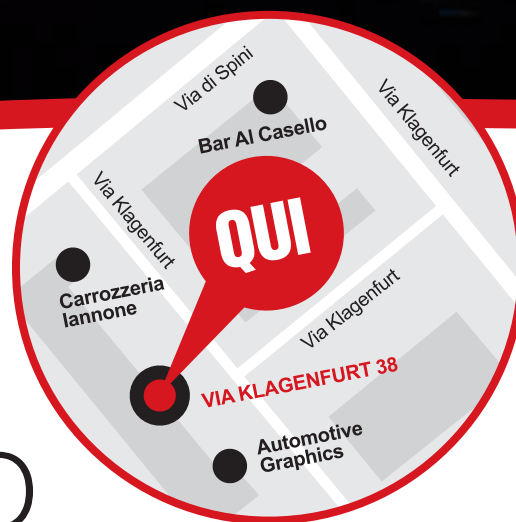 Via di Spini
Bar Al Casello
Via Klagenfurt
Via Klagenfurt
QUI
Carrozzeria
Iannone
Via Klagenfurt
VIA KLAGENFURT 38
Automotive
Graphics